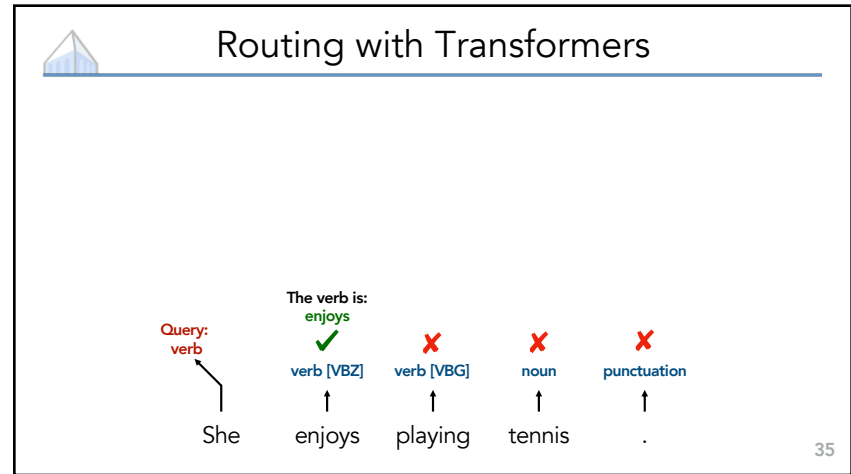 Routing with Transformers
The verb is:
enjoys
Query:
verb
verb [VBZ] verb [VBG] noun punctuation
She enjoys playing tennis .
35